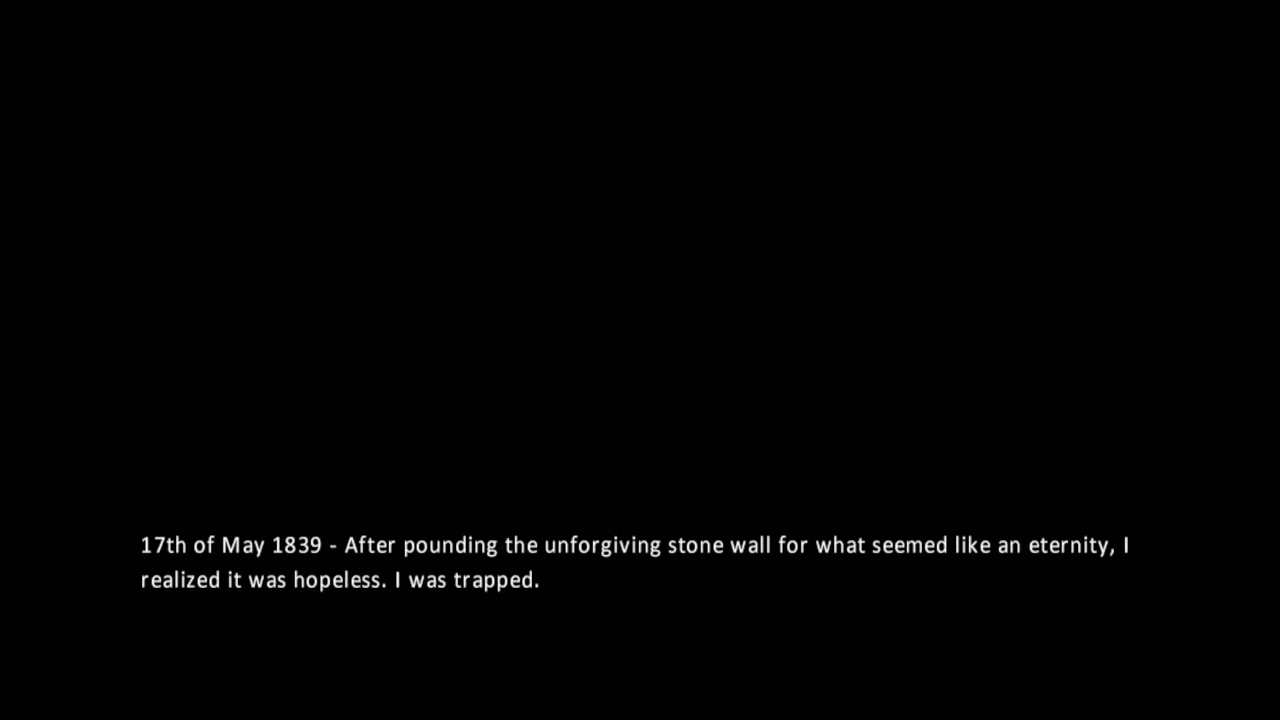 17th of May 1839 - After pounding the unforgiving stone wall for what seemed like an eternity, I
realized it was hopeless. I was trapped.